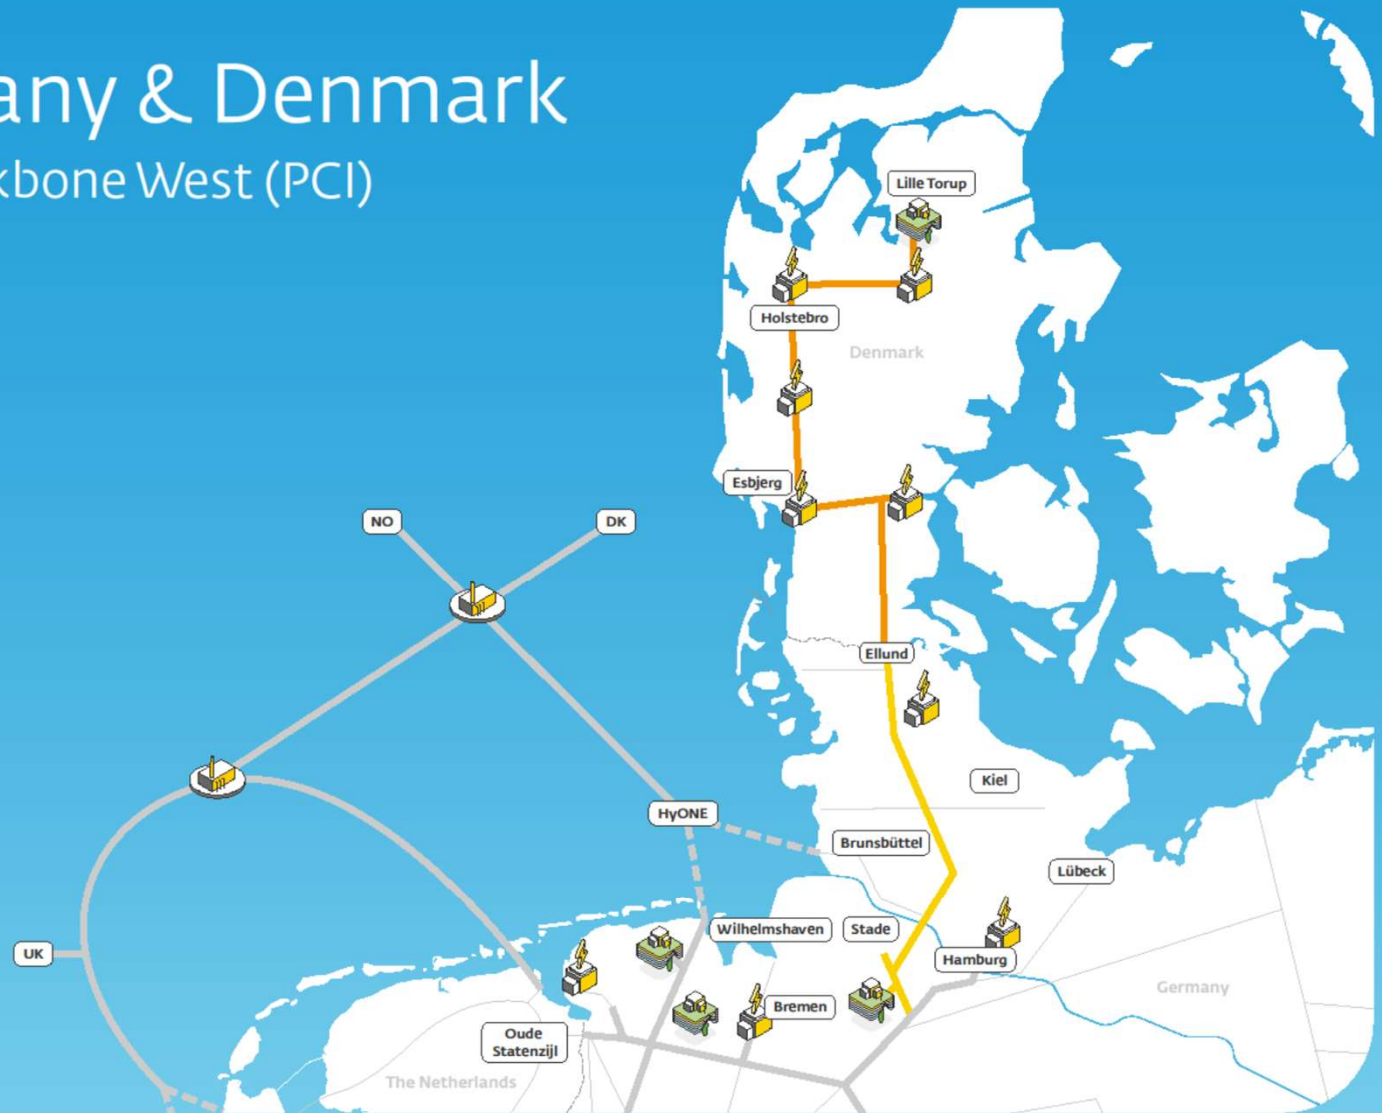 any & Denmark
kbone West (PCI)
Lille Torup
Holstebro
Denmark
Esbjerg
NO
DK
Ellund
Kiel
HyONE
Brunsbüttel
Lübeck
Wilhelmshaven
Stade
UK
Hamburg
Germany
Bremen
Oude
Statenzijl
The Netherlands